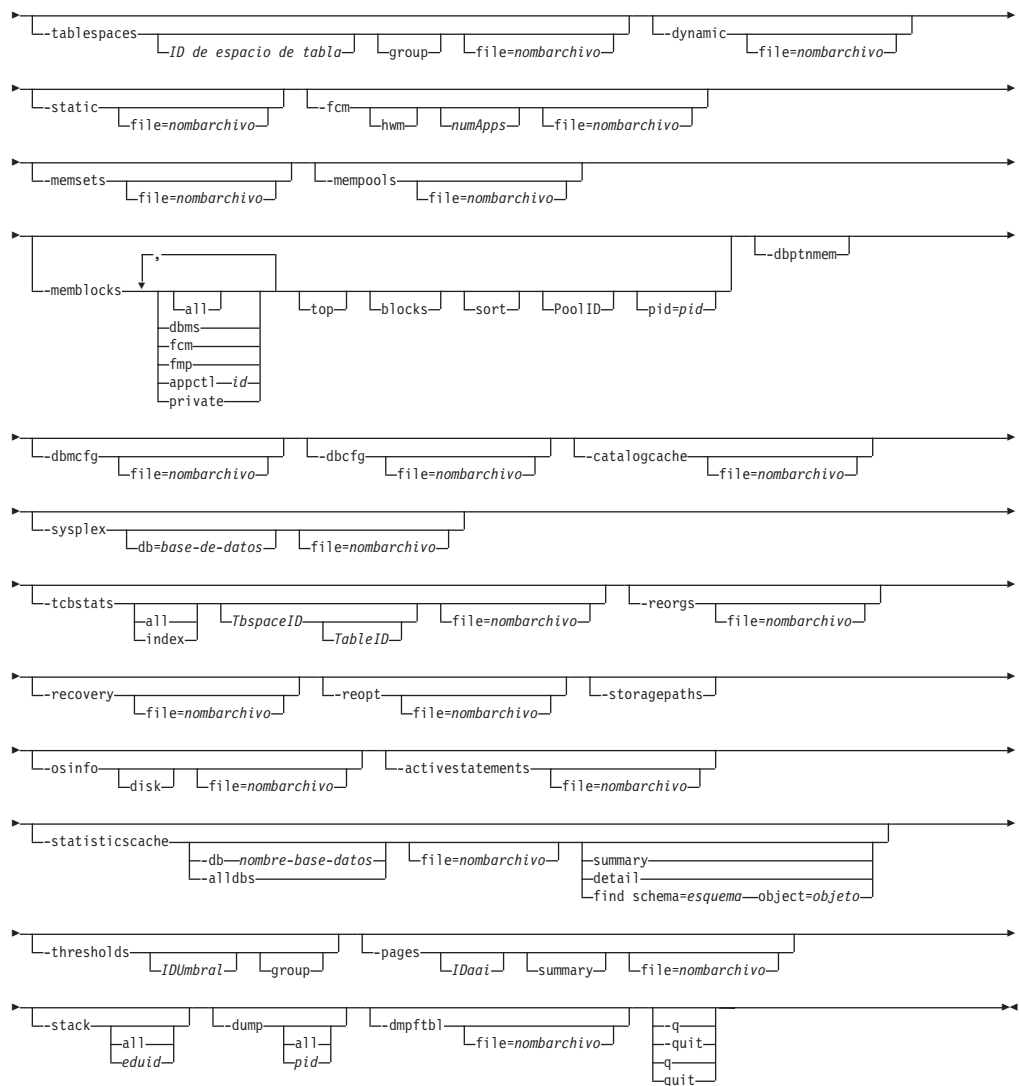 -tablespaces ID de espacio de tabla group file=nombarchivo -dynamic file=nombarchivo
-static file=nombarchivo -fcm hwm numApps file=nombarchivo
-memsets file=nombarchivo -mempools file=nombarchivo
, -dbptnmem
-memblocks all top blocks sort PoolID pid=pid
dbms
fcm
fmp
appctl id
private
-dbmcfg file=nombarchivo -dbcfg file=nombarchivo -catalogcache file=nombarchivo
-sysplex db=base-de-datos file=nombarchivo
-tcbstats all TbspaceID file=nombarchivo -reorgs file=nombarchivo
index TableID
-recovery file=nombarchivo -reopt file=nombarchivo -storagepaths
-osinfo disk file=nombarchivo -activestatements file=nombarchivo
-statisticscache -db nombre-base-datos file=nombarchivo summary
-alldbs detail
find schema=esquema object=objeto
-thresholds IDUmbral group -pages IDaai summary file=nombarchivo
-stack all -dump all -dmpftbl file=nombarchivo -q
eduid pid -quit
q
quit